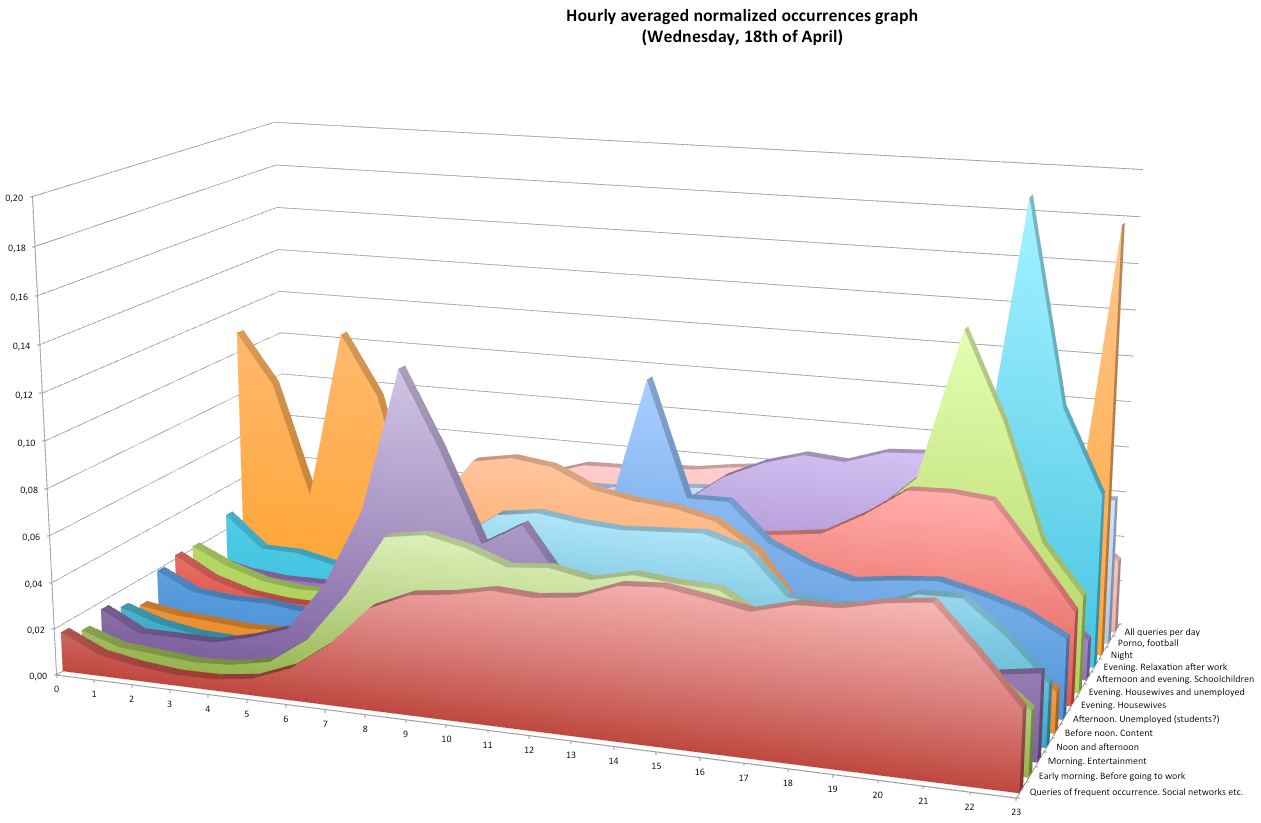 Hourly averaged normalized occurrences graph
(Wednesday, 18th of April)
0,20
0,18
0,16
0,14
0,12
0,10
0,08
0,06
0,04
0,02
0,00
0
1
2
3
4
5
6
7
8
9
10
11
12
13
14
15
16
17
18
19
20
21
22
23
All queries per day
Porno, football
Night
Evening. Relaxation after work
Afternoon and evening. Schoolchildren
Evening. Housewives and unemployed
Evening. Housewives
Afternoon. Unemployed (students?)
Before noon. Content
Noon and afternoon
Morning. Entertainment
Early morning. Before going to work
Queries of frequent occurrence. Social networks etc.